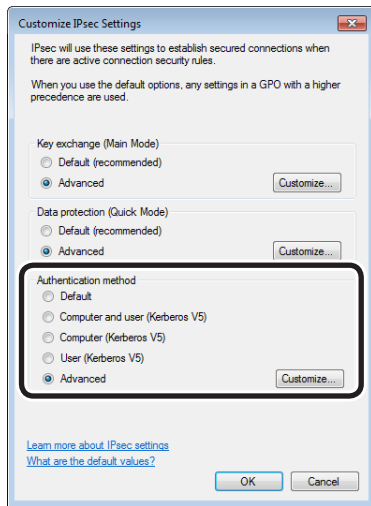 Customize IPsec Settings
IPsec will use these settings to establish secured connections when
there are active connection security rules.
When you use the default options, any settings in a GPO with a higher
precedence are used.
Key exchange (Main Mode)
Default (recommended)
Advanced
Customize...
Data protection (Quick Mode)
Default (recommended)
Advanced
Customize...
Authentication method
Default
Computer and user (Kerberos V5)
Computer (Kerberos V5)
User (Kerberos V5)
Advanced
Customize...
Learn more about IPsec settings
What are the default values?
OK
Cancel